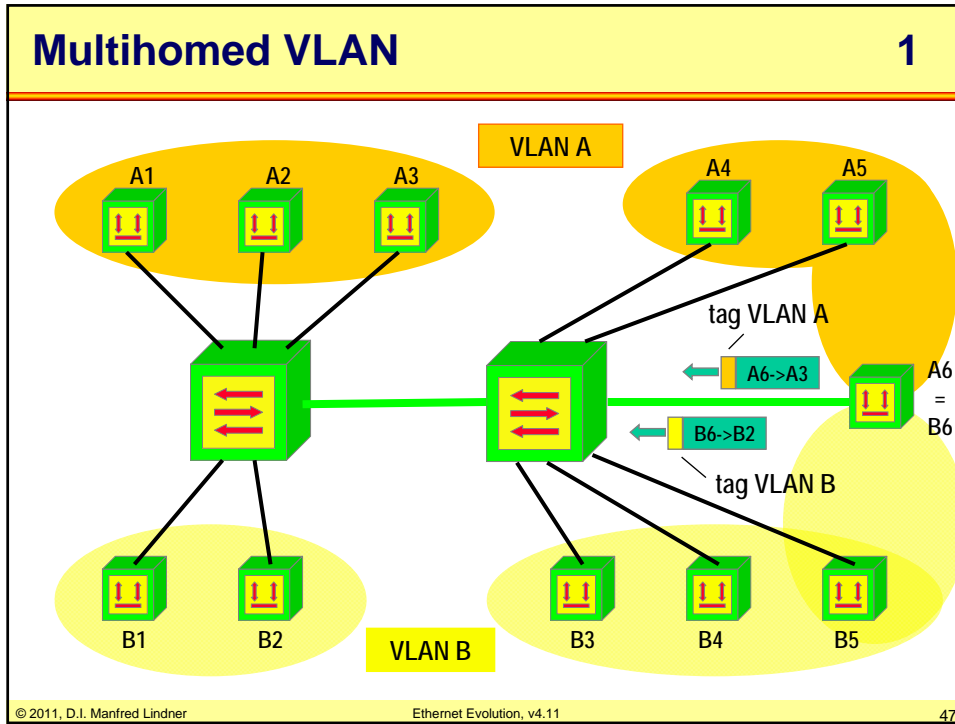 Multihomed VLAN 1
VLAN A
A1 A2 A3
A4 A5
tag VLAN A
A6->A3
A6
=
B6
B6->B2
tag VLAN B
B1 B2
B3 B4 B5
VLAN B
© 2011, D.I. Manfred Lindner Ethernet Evolution, v4.11 47